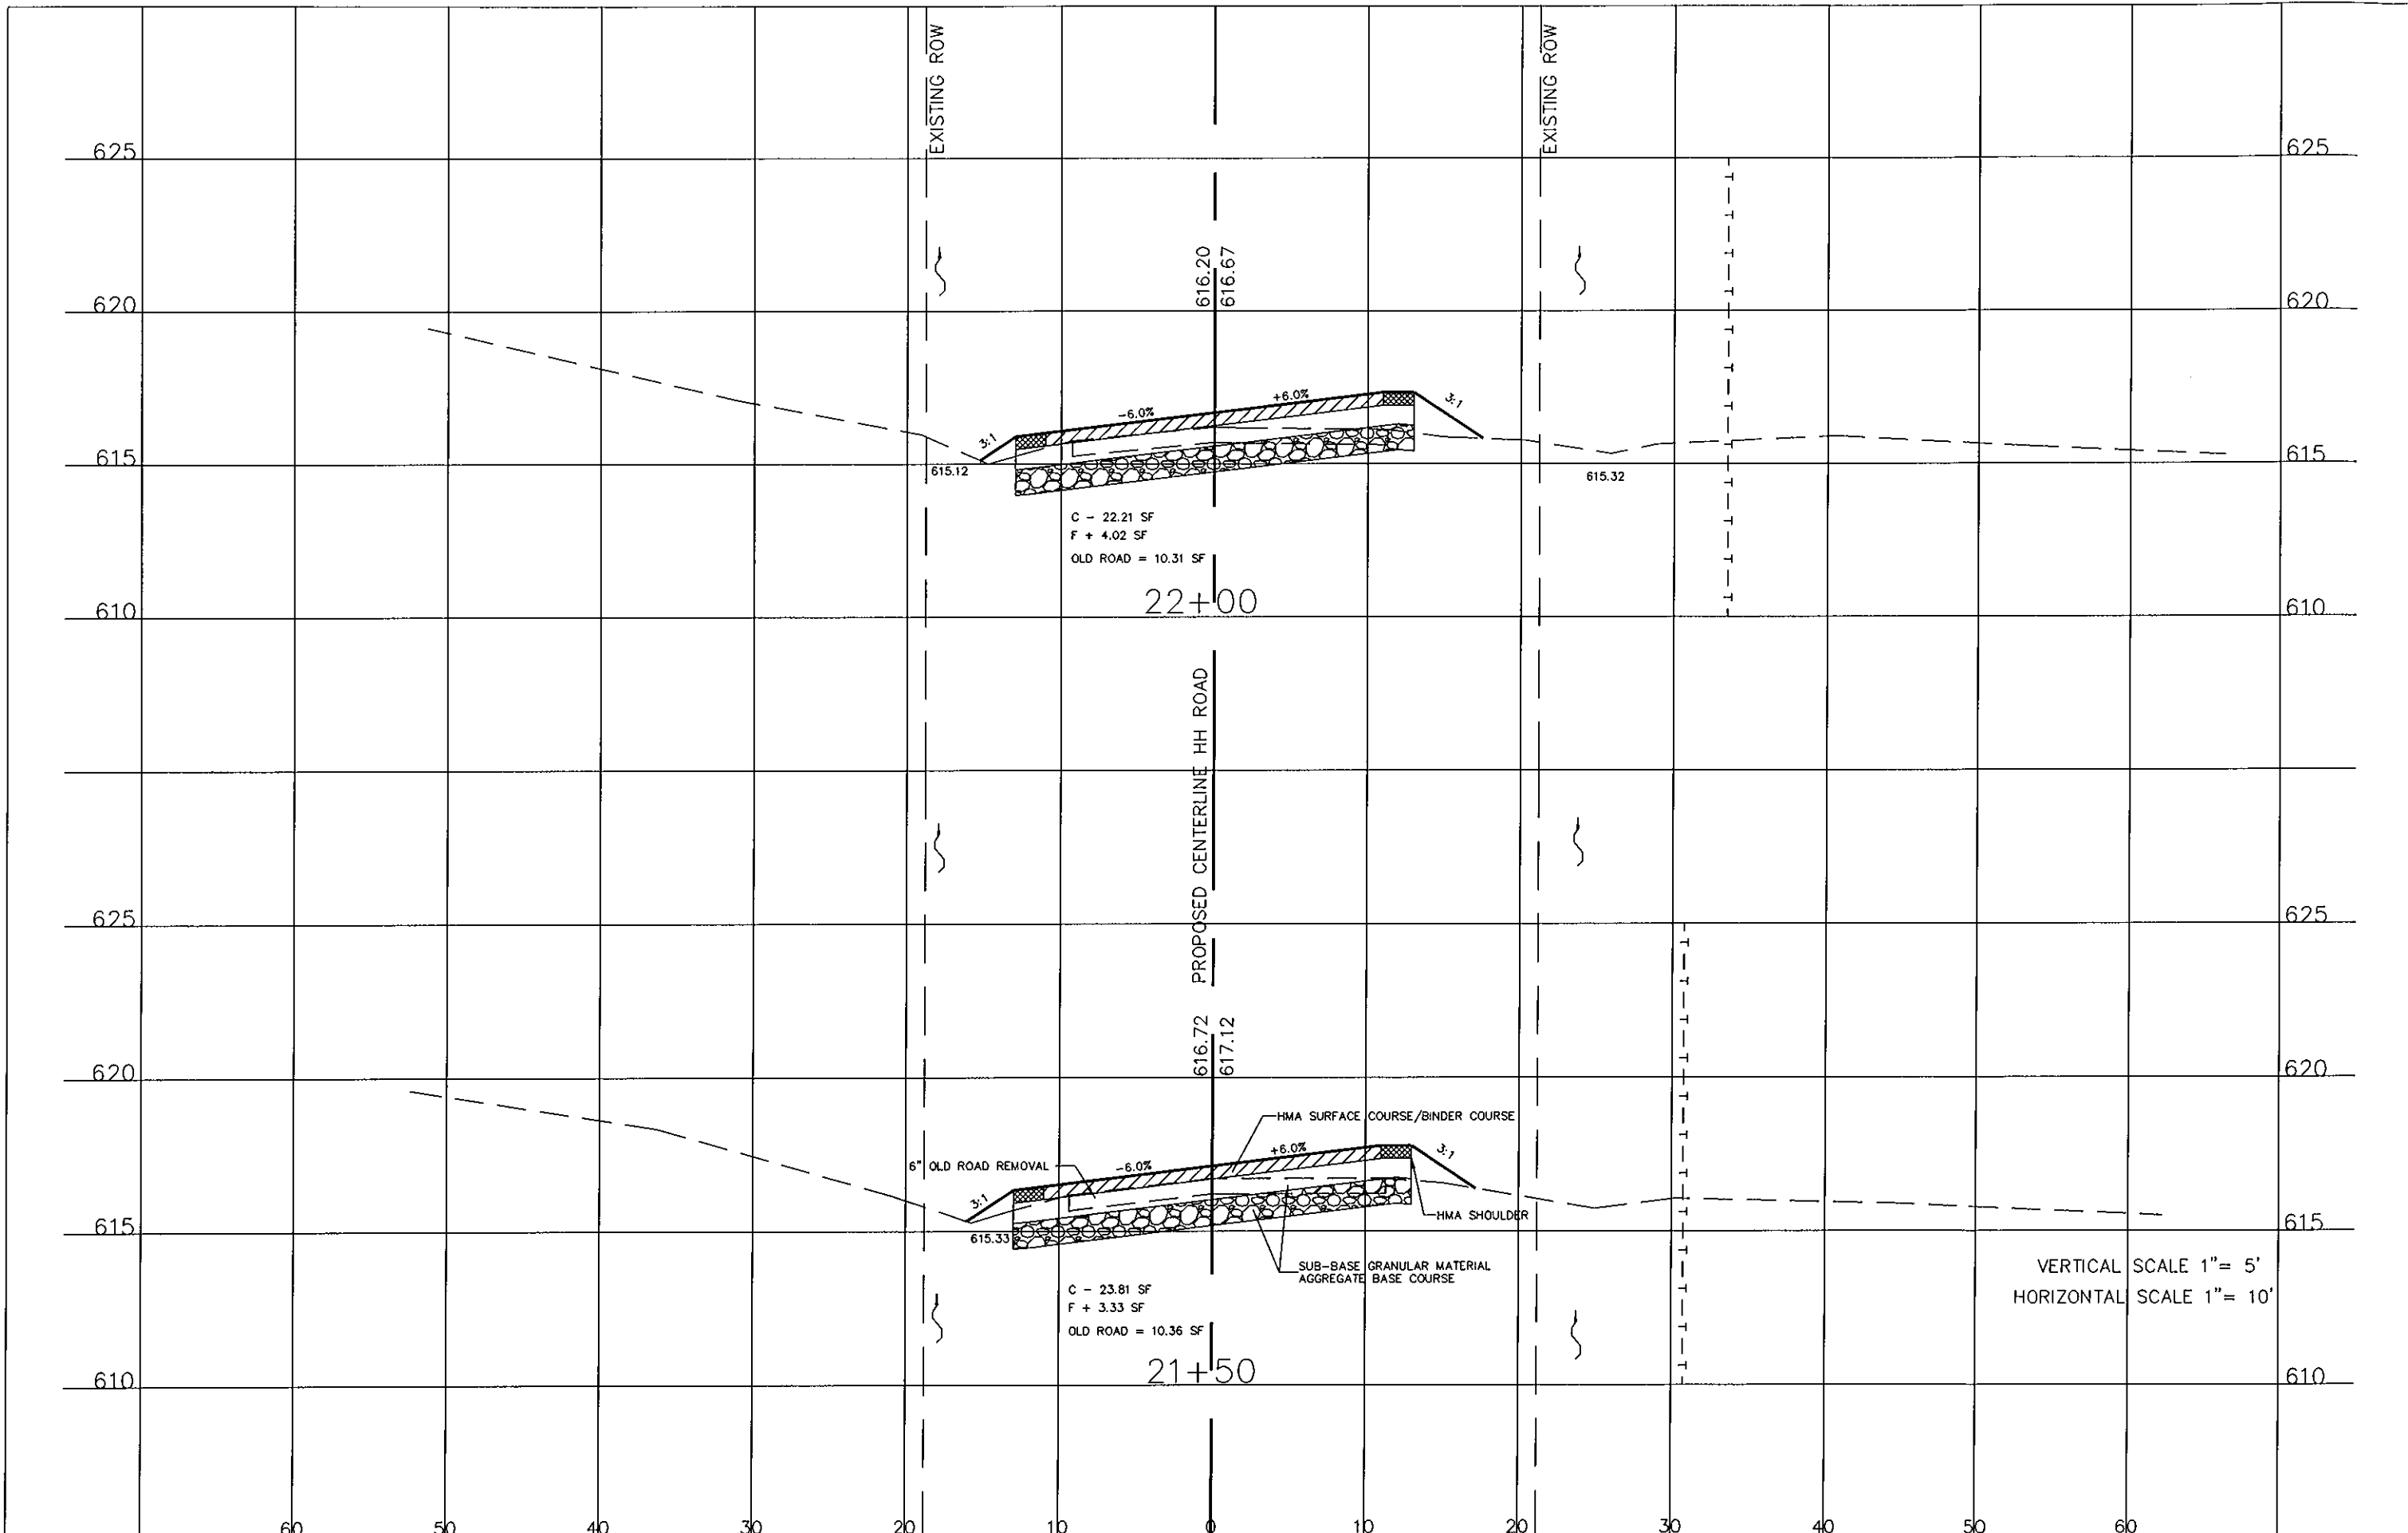 EXISTING ROW
EXISTING ROW
625
625
616.20
616.67
620
620
-6.0%
+6.0%
3:1
3:1
615
615.12
615.32
615
C - 22.21 SF
F + 4.02 SF
OLD ROAD = 10.31 SF
22+00
610
610
PROPOSED CENTERLINE HH ROAD
625
625
616.72
617.12
620
620
HMA SURFACE COURSE/BINDER COURSE
6" OLD ROAD REMOVAL
-6.0%
+6.0%
3:1
3:1
HMA SHOULDER
615
615.33
615
SUB-BASE GRANULAR MATERIAL
AGGREGATE BASE COURSE
VERTICAL SCALE 1"= 5'
HORIZONTAL SCALE 1"= 10'
C - 23.81 SF
F + 3.33 SF
OLD ROAD = 10.36 SF
21+50
610
610
60 50 40 30 20 10 0 10 20 30 40 50 60